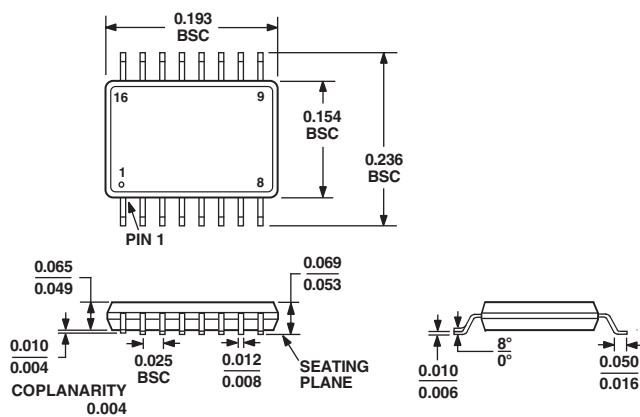 0.193
BSC
16
9
0.154
BSC
0.236
BSC
1
8
PIN 1
0.065
0.049
0.069
0.053
0.010
0.004
0.025
BSC
0.012
0.008
SEATING
PLANE
COPLANARITY
0.004
0.010
0.006
8°
0°
0.050
0.016